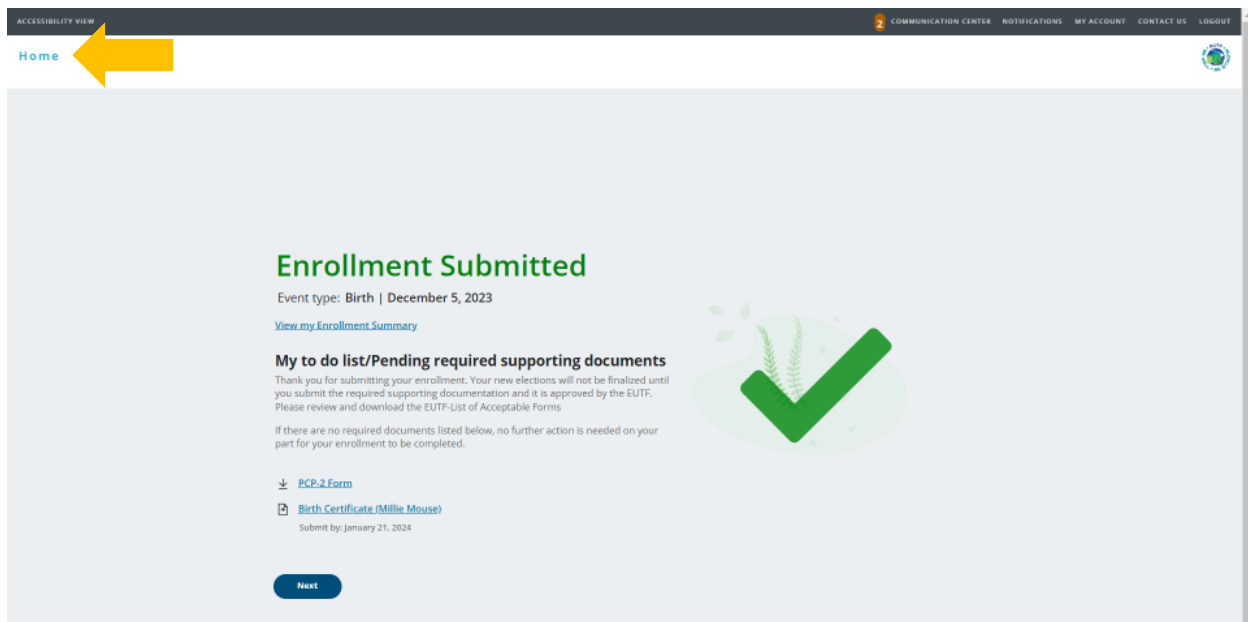 ACCESSIBILITY VIEW
2 COMMUNICATION CENTER NOTIFICATIONS MY ACCOUNT CONTACT US LOGOUT
Home
Enrollment Submitted
Event type: Birth | December 5, 2023
View my Enrollment Summary
My to do list/Pending required supporting documents
Thank you for submitting your enrollment. Your new elections will not be finalized until
you submit the required supporting documentation and it is approved by the EUTF.
Please review and download the EUTF-List of Acceptable Forms
If there are no required documents listed below, no further action is needed on your
part for your enrollment to be completed.
PCP-2 Form
Birth Certificate (Millie Mouse)
Submit by: January 21, 2024
Next